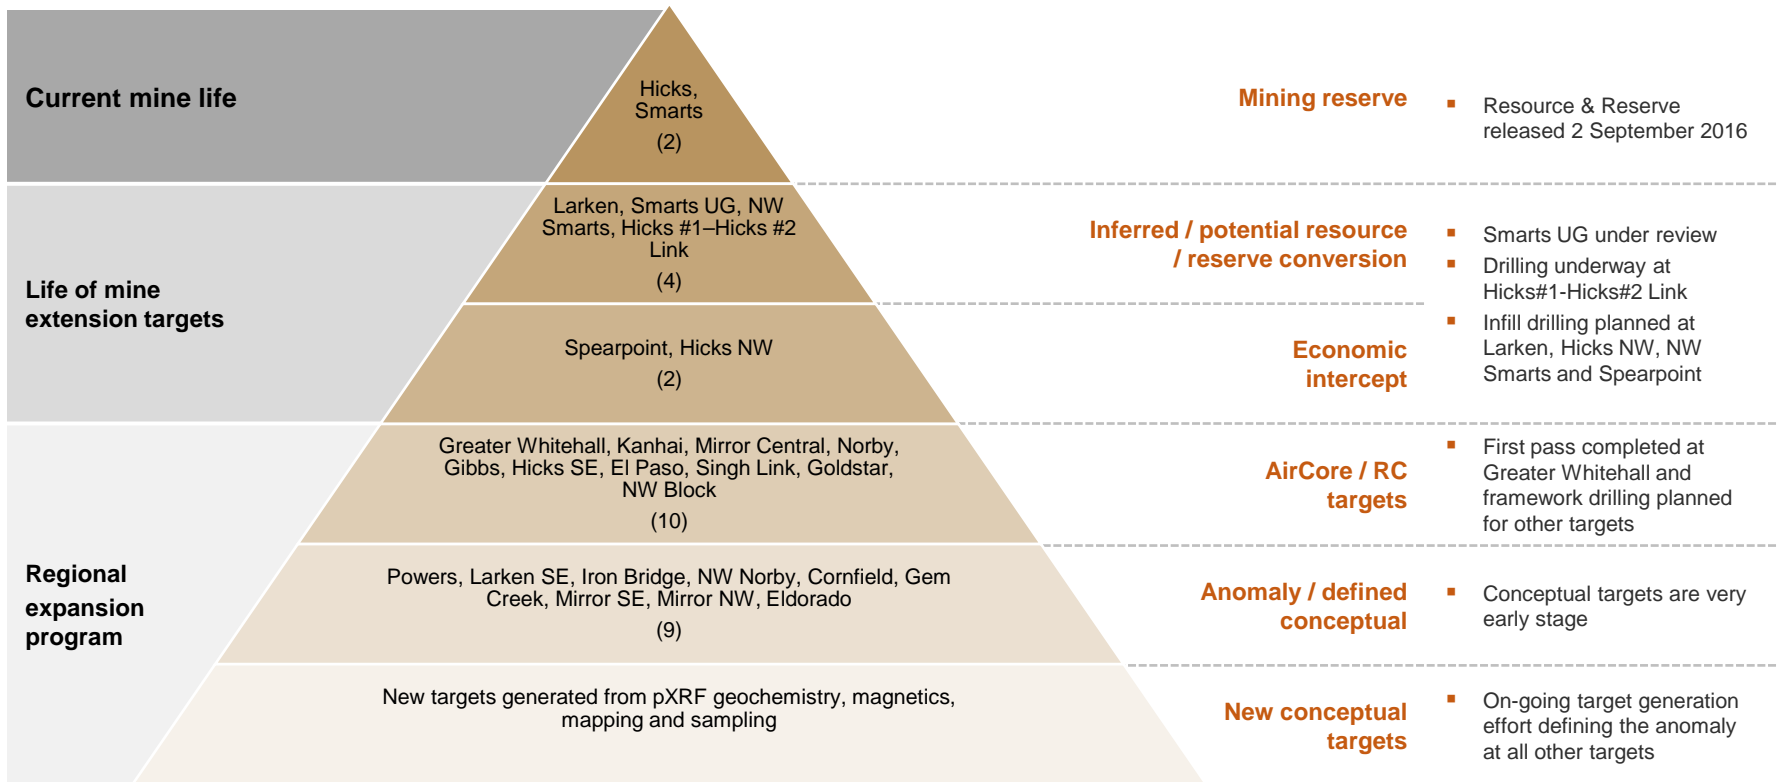 Current mine life
Hicks,
Smarts
(2)
Mining reserve
▪ Resource & Reserve
released 2 September 2016
Life of mine
extension targets
Larken, Smarts UG, NW
Smarts, Hicks #1–Hicks #2
Link
(4)
Inferred / potential resource
/ reserve conversion
Spearpoint, Hicks NW
(2)
Economic
intercept
▪ Smarts UG under review
▪ Drilling underway at
Hicks#1-Hicks#2 Link
▪ Infill drilling planned at
Larken, Hicks NW, NW
Smarts and Spearpoint
Regional
expansion
program
Greater Whitehall, Kanhai, Mirror Central, Norby,
Gibbs, Hicks SE, El Paso, Singh Link, Goldstar,
NW Block
(10)
AirCore / RC
targets
▪ First pass completed at
Greater Whitehall and
framework drilling planned
for other targets
Powers, Larken SE, Iron Bridge, NW Norby, Cornfield, Gem
Creek, Mirror SE, Mirror NW, Eldorado
(9)
Anomaly / defined
conceptual
▪ Conceptual targets are very
early stage
New targets generated from pXRF geochemistry, magnetics,
mapping and sampling
New conceptual
targets
▪ On-going target generation
effort defining the anomaly
at all other targets